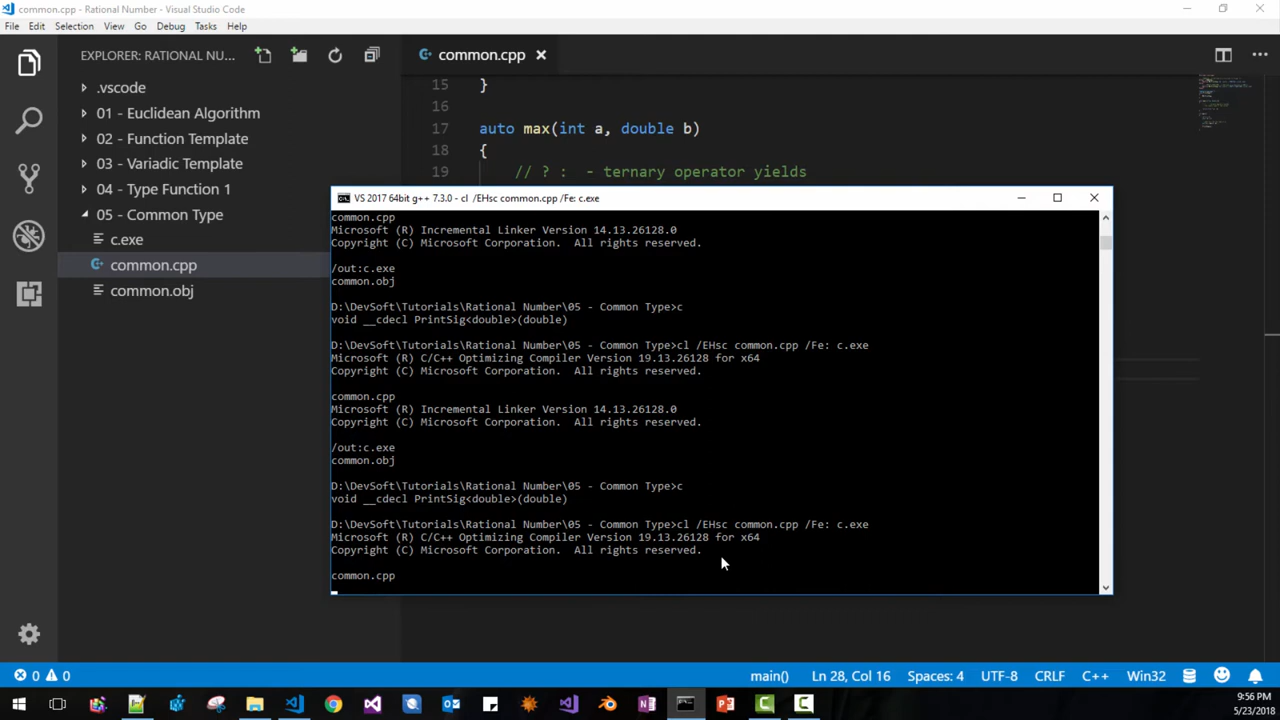 common.cpp - Rational Number - Visual Studio Code
File Edit Selection View Go Debug Tasks Help
EXPLORER: RATIONAL NU...
common.cpp
.vscode
01 - Euclidean Algorithm
02 - Function Template
03 - Variadic Template
04 - Type Function 1
05 - Common Type
c.exe
common.cpp
common.obj
15 }
16
17 auto max(int a, double b)
18 {
19 // ? : - ternary operator yields
VS 2017 64bit g++ 7.3.0 - cl /EHsc common.cpp /Fe: c.exe
common.cpp
Microsoft (R) Incremental Linker Version 14.13.26128.0
Copyright (C) Microsoft Corporation. All rights reserved.
/out:c.exe
common.obj
D:\DevSoft\Tutorials\Rational Number\05 - Common Type>c
void __cdecl PrintSig<double>(double)
D:\DevSoft\Tutorials\Rational Number\05 - Common Type>cl /EHsc common.cpp /Fe: c.exe
Microsoft (R) C/C++ Optimizing Compiler Version 19.13.26128 for x64
Copyright (C) Microsoft Corporation. All rights reserved.
common.cpp
Microsoft (R) Incremental Linker Version 14.13.26128.0
Copyright (C) Microsoft Corporation. All rights reserved.
/out:c.exe
common.obj
D:\DevSoft\Tutorials\Rational Number\05 - Common Type>c
void __cdecl PrintSig<double>(double)
D:\DevSoft\Tutorials\Rational Number\05 - Common Type>cl /EHsc common.cpp /Fe: c.exe
Microsoft (R) C/C++ Optimizing Compiler Version 19.13.26128 for x64
Copyright (C) Microsoft Corporation. All rights reserved.
common.cpp
0 0 main() Ln 28, Col 16 Spaces: 4 UTF-8 CRLF C++ Win32
9:56 PM
5/23/2018